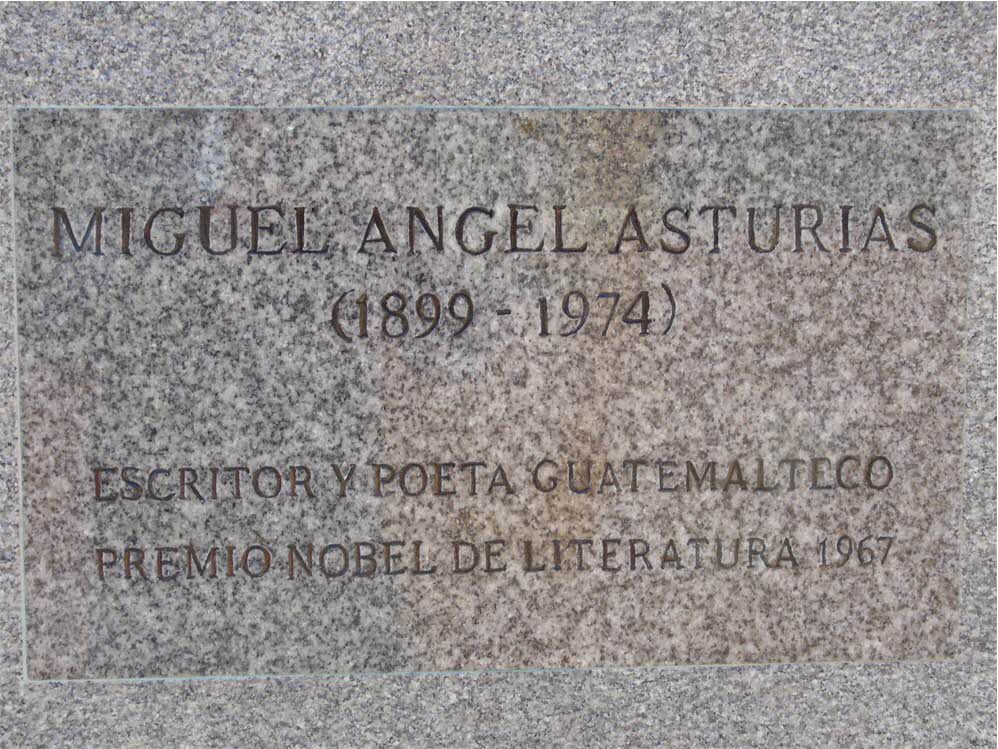 MIGUEL ANGEL ASTURIAS
(1899 - 1974)
ESCRITOR Y POETA GUATEMALTECO
PREMIO NOBEL DE LITERATURA 1967